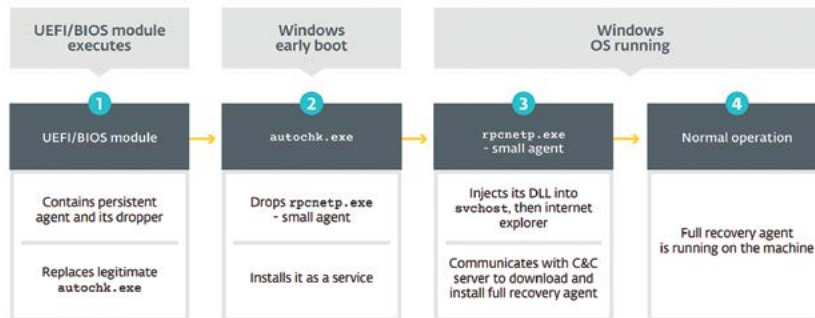 UEFI/BIOS module
executes
Windows
early boot
Windows
OS running
1
UEFI/BIOS module
Contains persistent
agent and its dropper
Replaces legitimate
autochk.exe
2
autochk.exe
Drops rpcnetp.exe
- small agent
Installs it as a service
3
rpcnetp.exe
- small agent
Injects its DLL into
svchost, then internet
explorer
Communicates with C&C
server to download and
install full recovery agent
4
Normal operation
Full recovery agent
is running on the machine